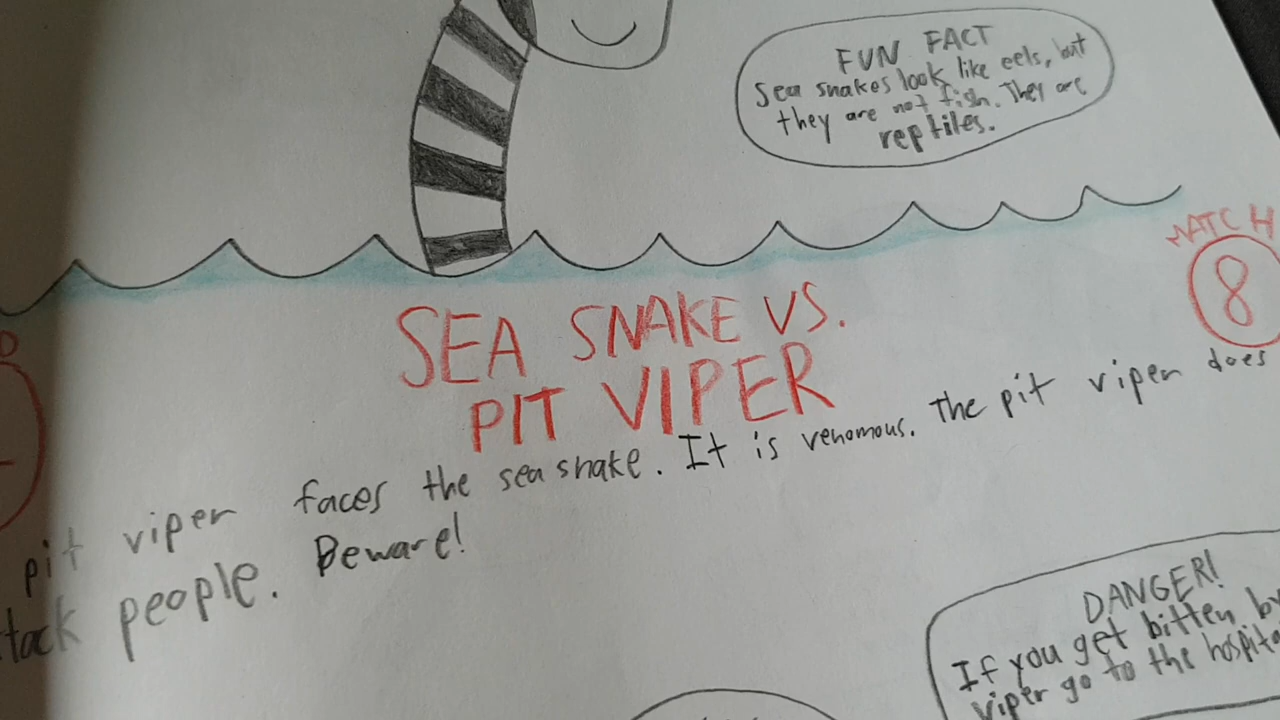 FUN FACT
Sea snakes look like eels, but
they are not fish. They are
reptiles.
MATCH
8
SEA SNAKE VS.
PIT VIPER
pit viper faces the sea snake. It is venomous. The pit viper does
tack people. Beware!
DANGER!
If you get bitten by
viper go to the hospita